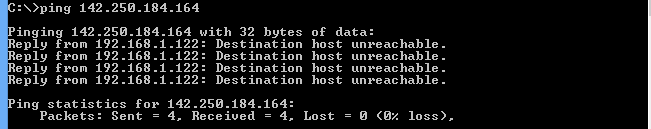 C:\>ping 142.250.184.164
Pinging 142.250.184.164 with 32 bytes of data:
Reply from 192.168.1.122: Destination host unreachable.
Reply from 192.168.1.122: Destination host unreachable.
Reply from 192.168.1.122: Destination host unreachable.
Reply from 192.168.1.122: Destination host unreachable.
Ping statistics for 142.250.184.164:
    Packets: Sent = 4, Received = 4, Lost = 0 (0% loss),